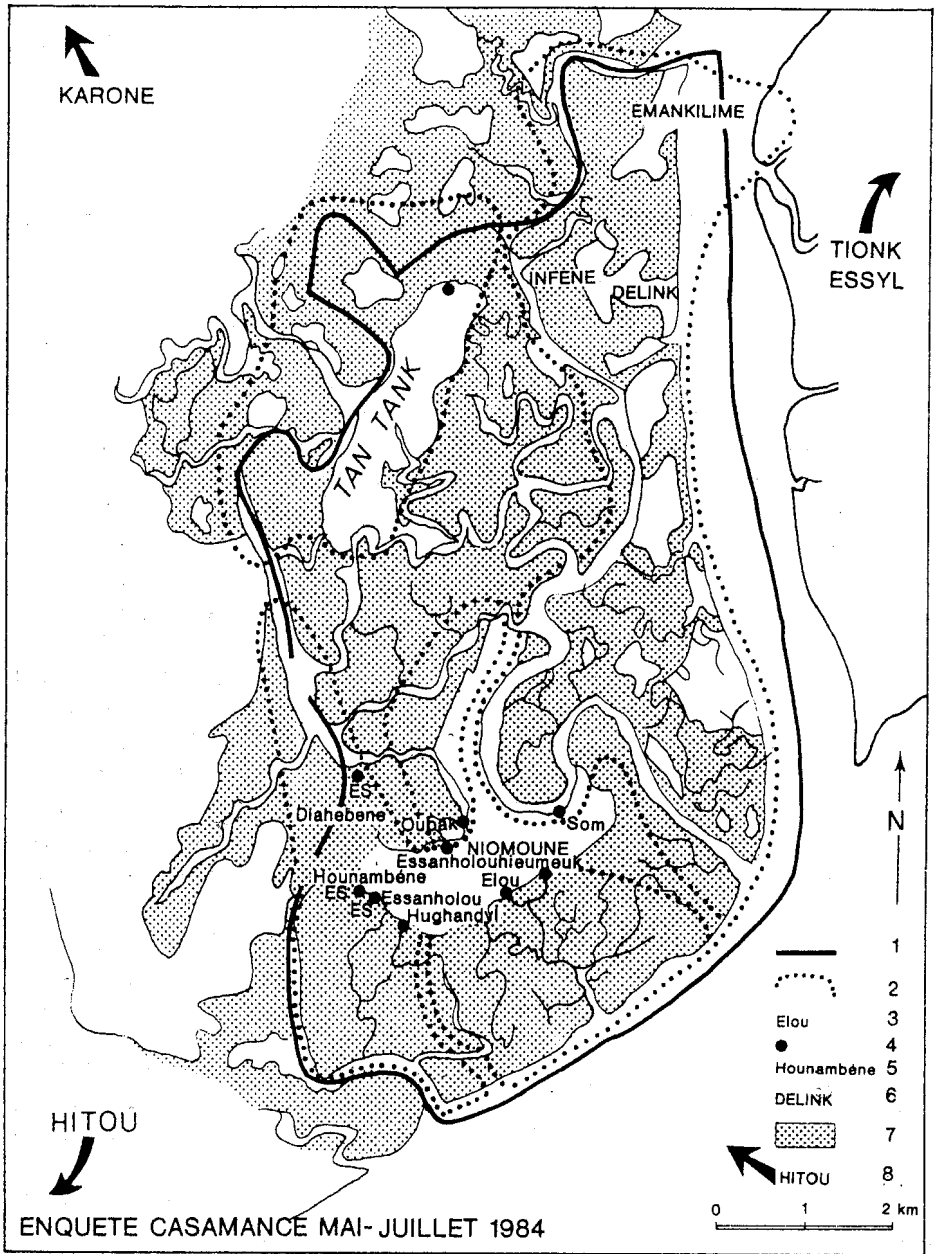 KARONE
EMANKILIME
TIONK
ESSYL
INFENE
DELINK
TAN TANK
N
ES
Diahebene
Oupak
Som
NIOMOUNE
Essanholouhieumeuk
Hounambéne
Elou
ES
Essanholou
ES
Hughandyl
1
2
Elou 3
4
Hounambéne 5
DELINK 6
7
HITOU 8
HITOU
0 1 2 km
ENQUETE CASAMANCE MAI-JUILLET 1984